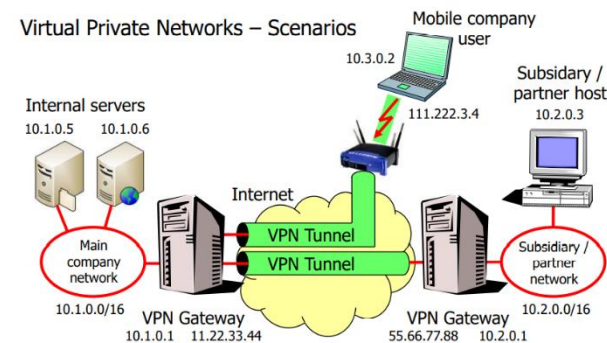 Virtual Private Networks – Scenarios
Mobile company
user
10.3.0.2
111.222.3.4
Subsidary /
partner host
10.2.0.3
Internal servers
10.1.0.5
10.1.0.6
Internet
VPN Tunnel
VPN Tunnel
Main
company
network
10.1.0.0/16
VPN Gateway
10.1.0.1
11.22.33.44
VPN Gateway
55.66.77.88
10.2.0.1
Subsidiary /
partner
network
10.2.0.0/16